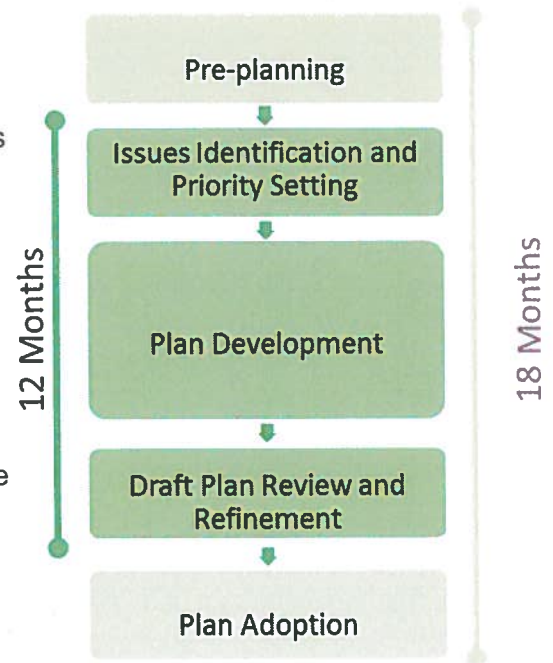 Pre-planning
Issues Identification and
Priority Setting
Plan Development
Draft Plan Review and
Refinement
Plan Adoption
12 Months
18 Months
s
e